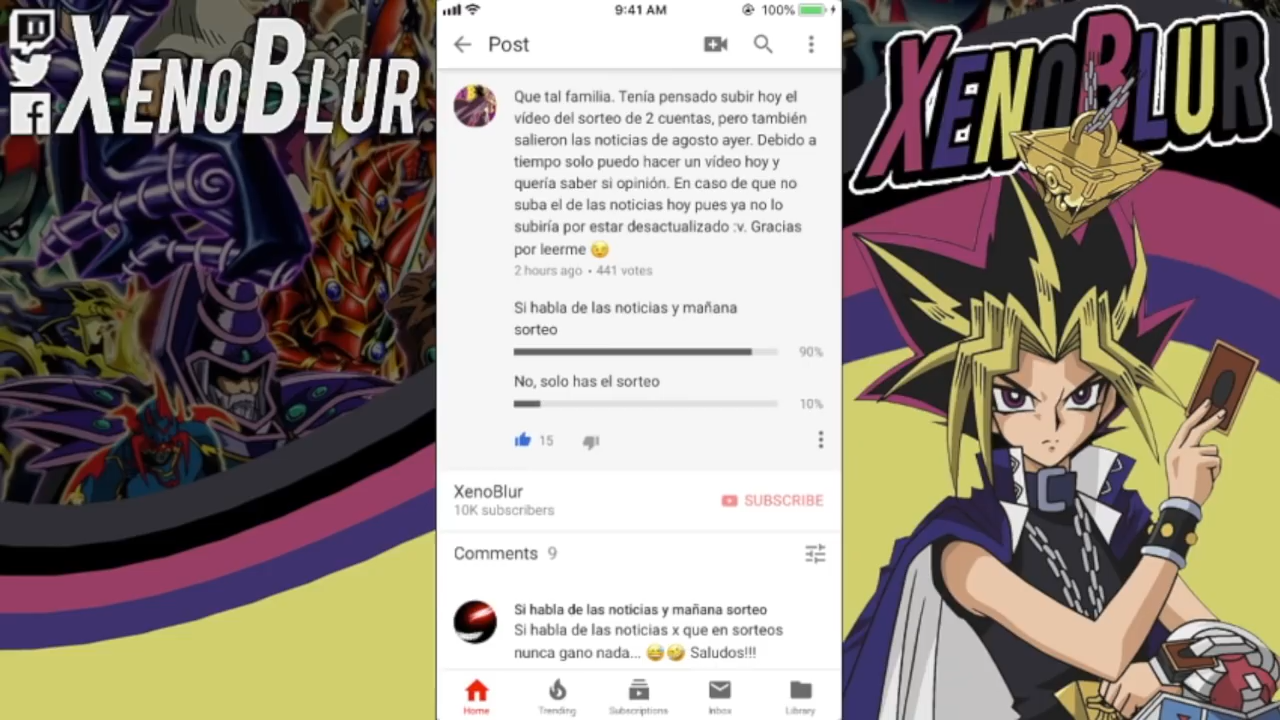 XENOBLUR
XENOBLUR
9:41 AM
100%
Post
Que tal familia. Tenía pensado subir hoy el
vídeo del sorteo de 2 cuentas, pero también
salieron las noticias de agosto ayer. Debido a
tiempo solo puedo hacer un vídeo hoy y
quería saber si opinión. En caso de que no
suba el de las noticias hoy pues ya no lo
subiría por estar desactualizado :v. Gracias
por leerme 😉
2 hours ago • 441 votes
Si habla de las noticias y mañana
sorteo
90%
No, solo has el sorteo
10%
15
XenoBlur
10K subscribers
SUBSCRIBE
Comments 9
Si habla de las noticias y mañana sorteo
Si habla de las noticias x que en sorteos
nunca gano nada... 😅🤣 Saludos!!!
Home
Trending
Subscriptions
Inbox
Library